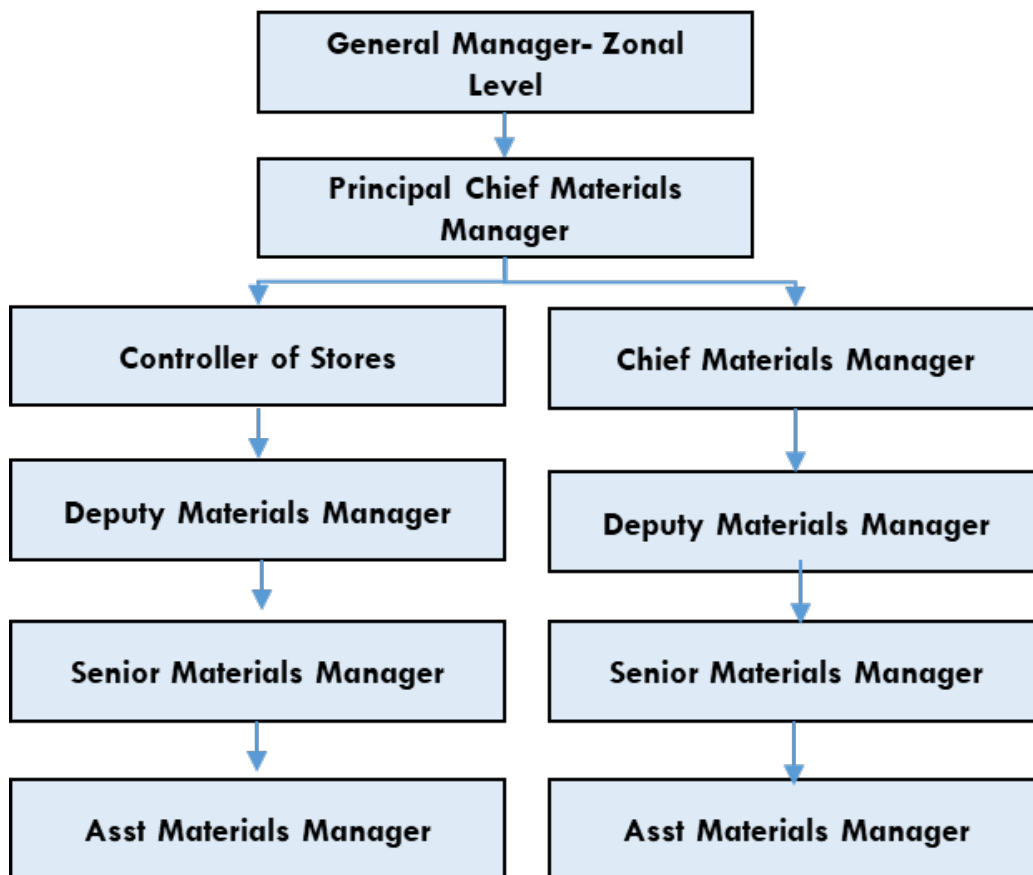 General Manager- Zonal
Level
Principal Chief Materials
Manager
Controller of Stores
Chief Materials Manager
Deputy Materials Manager
Deputy Materials Manager
Senior Materials Manager
Senior Materials Manager
Asst Materials Manager
Asst Materials Manager